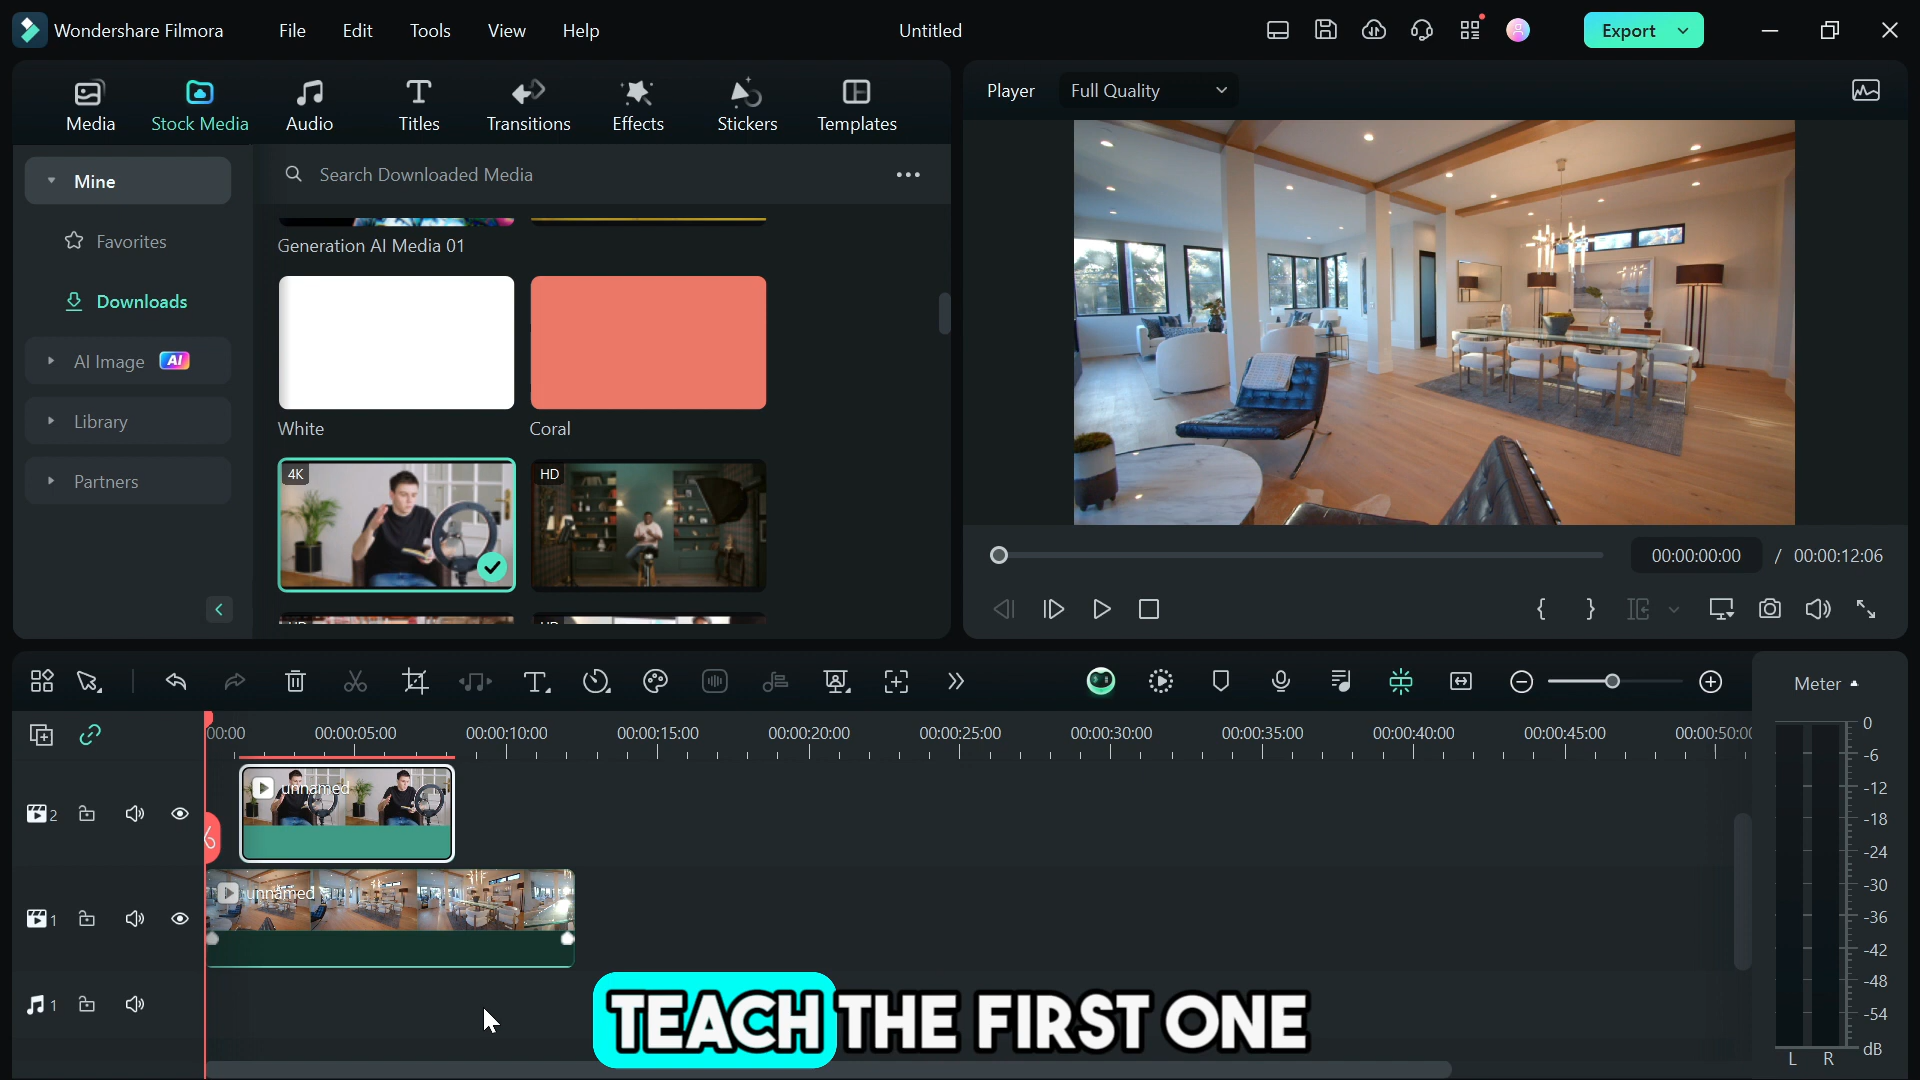 Wondershare Filmora
File
Edit
Tools
View
Help
Untitled
Export
Media
Stock Media
Audio
Titles
Transitions
Effects
Stickers
Templates
Player
Full Quality
Mine
Search Downloaded Media
Favorites
Generation AI Media 01
Downloads
AI Image AI
Library
White
Coral
Partners
4K
HD
00:00:00:00 / 00:00:12:06
Meter
00:00
00:00:05:00
00:00:10:00
00:00:15:00
00:00:20:00
00:00:25:00
00:00:30:00
00:00:35:00
00:00:40:00
00:00:45:00
00:00:50:00
0
-6
-12
-18
-24
-30
-36
-42
-48
-54
dB
L R
2
unnamed
1
unnamed
1
TEACH THE FIRST ONE